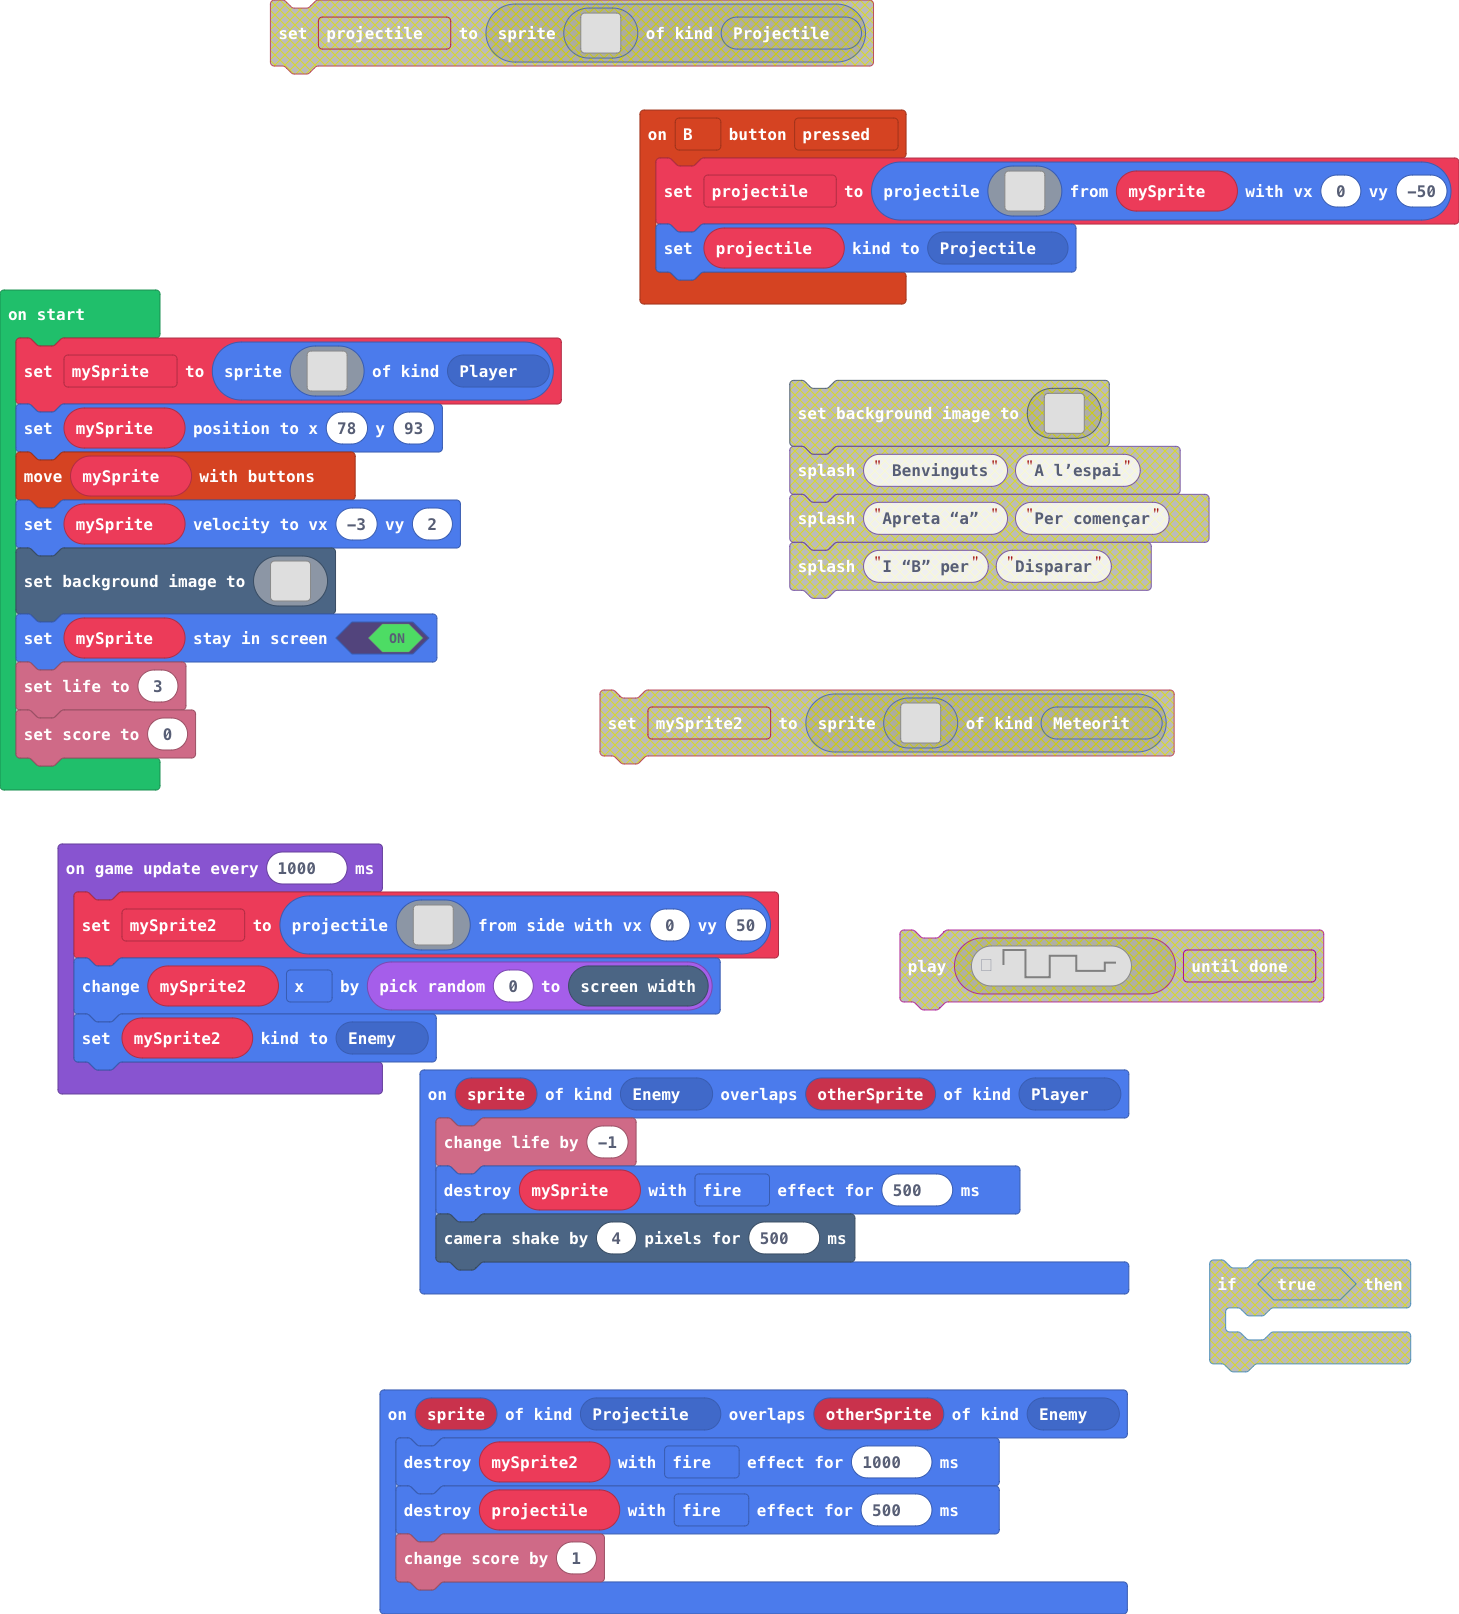 set projectile to sprite of kind Projectile
on B button pressed
set projectile to projectile from mySprite with vx 0 vy -50
set projectile kind to Projectile
on start
set mySprite to sprite of kind Player
set mySprite position to x 78 y 93
move mySprite with buttons
set mySprite velocity to vx -3 vy 2
set background image to
set mySprite stay in screen ON
set life to 3
set score to 0
set background image to
splash " Benvinguts" "A l’espai"
splash "Apreta “a” " "Per començar"
splash "I “B” per" "Disparar"
set mySprite2 to sprite of kind Meteorit
on game update every 1000 ms
set mySprite2 to projectile from side with vx 0 vy 50
change mySprite2 x by pick random 0 to screen width
set mySprite2 kind to Enemy
play until done
on sprite of kind Enemy overlaps otherSprite of kind Player
change life by -1
destroy mySprite with fire effect for 500 ms
camera shake by 4 pixels for 500 ms
if true then
on sprite of kind Projectile overlaps otherSprite of kind Enemy
destroy mySprite2 with fire effect for 1000 ms
destroy projectile with fire effect for 500 ms
change score by 1